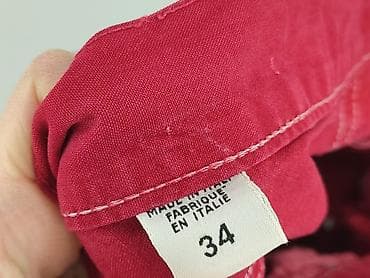 MADE IN ITALY
FABRIQUE
EN ITALIE
34